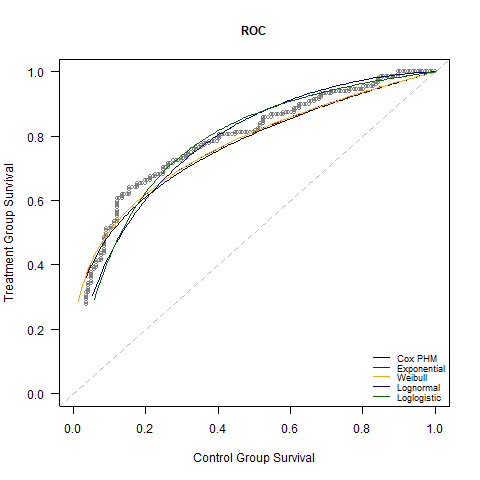 ROC
Treatment Group Survival
1.0
0.8
0.6
0.4
0.2
0.0
Cox PHM
Exponential
Weibull
Lognormal
Loglogistic
0.0 0.2 0.4 0.6 0.8 1.0
Control Group Survival